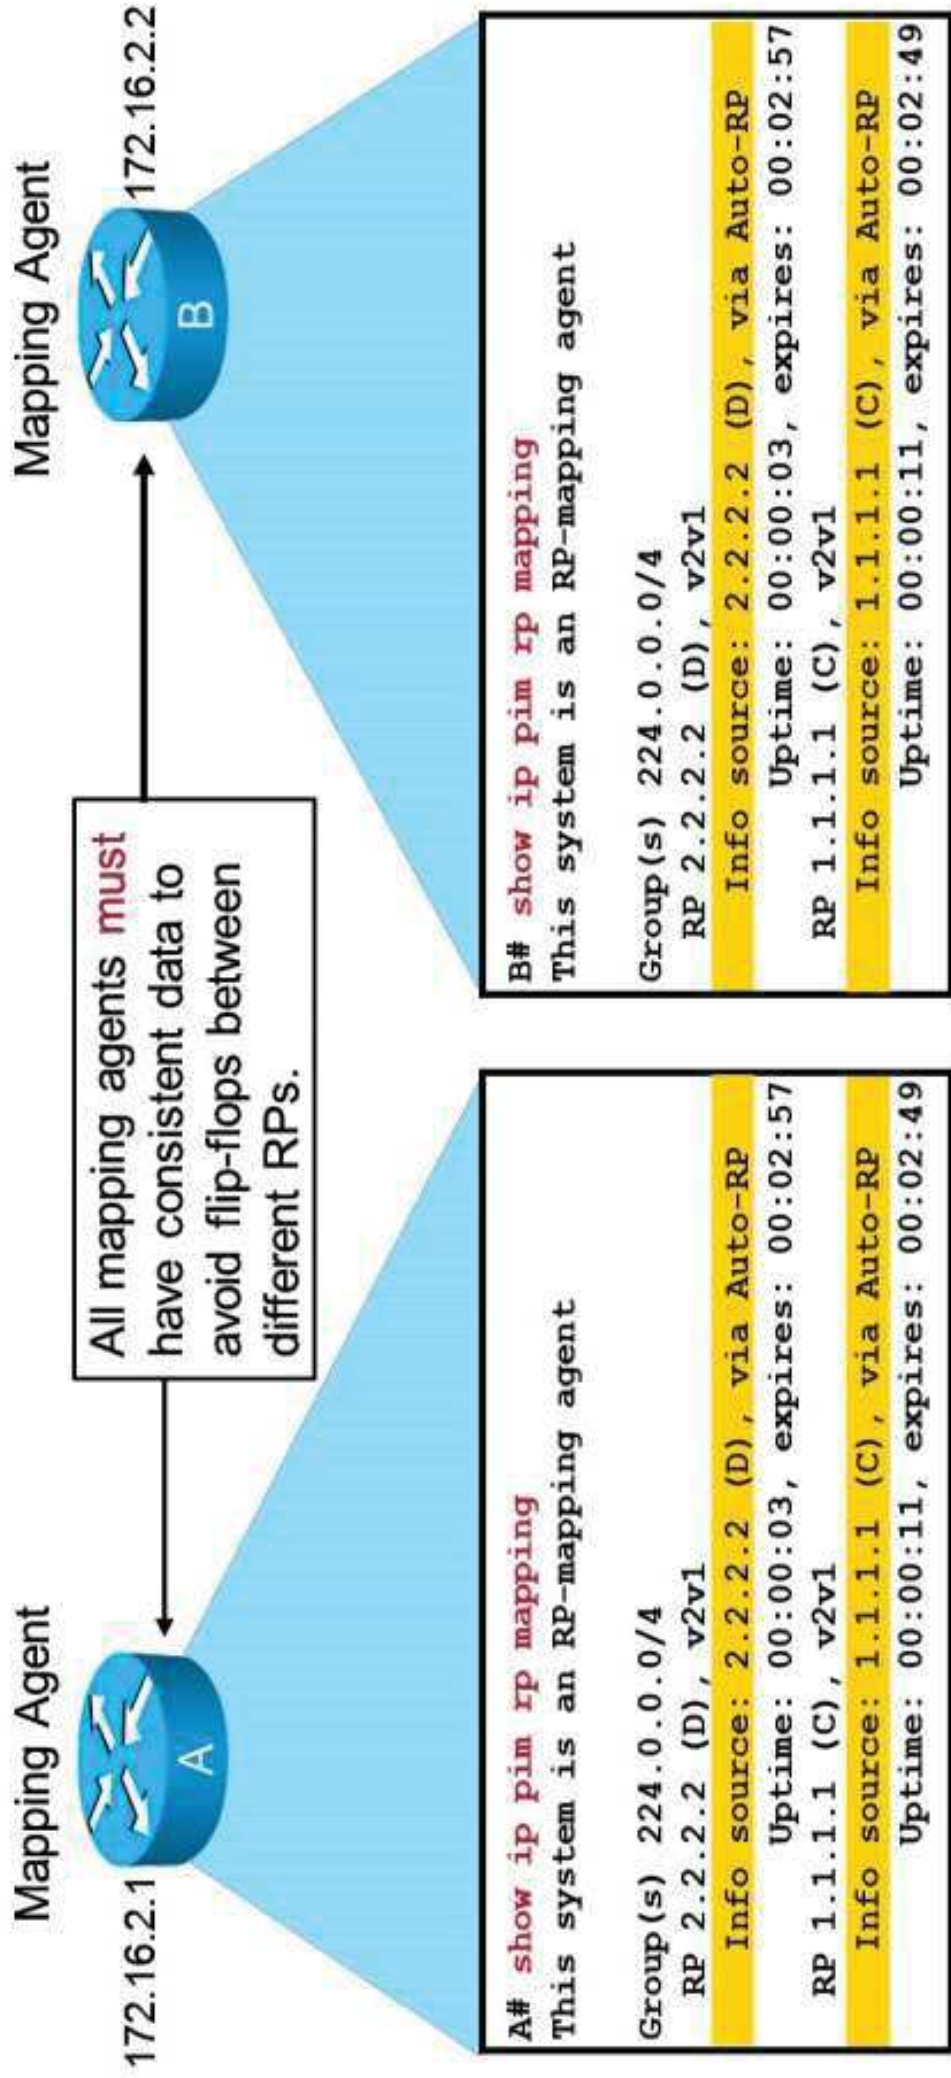 Mapping Agent
172.16.2.1
A
All mapping agents must
have consistent data to
avoid flip-flops between
different RPs.
Mapping Agent
172.16.2.2
B
A# show ip pim rp mapping
This system is an RP-mapping agent
Group(s) 224.0.0.0/4
RP 2.2.2.2 (D), v2v1
Info source: 2.2.2.2 (D), via Auto-RP
Uptime: 00:00:03, expires: 00:02:57
RP 1.1.1.1 (C), v2v1
Info source: 1.1.1.1 (C), via Auto-RP
Uptime: 00:00:11, expires: 00:02:49
B# show ip pim rp mapping
This system is an RP-mapping agent
Group(s) 224.0.0.0/4
RP 2.2.2.2 (D), v2v1
Info source: 2.2.2.2 (D), via Auto-RP
Uptime: 00:00:03, expires: 00:02:57
RP 1.1.1.1 (C), v2v1
Info source: 1.1.1.1 (C), via Auto-RP
Uptime: 00:00:11, expires: 00:02:49